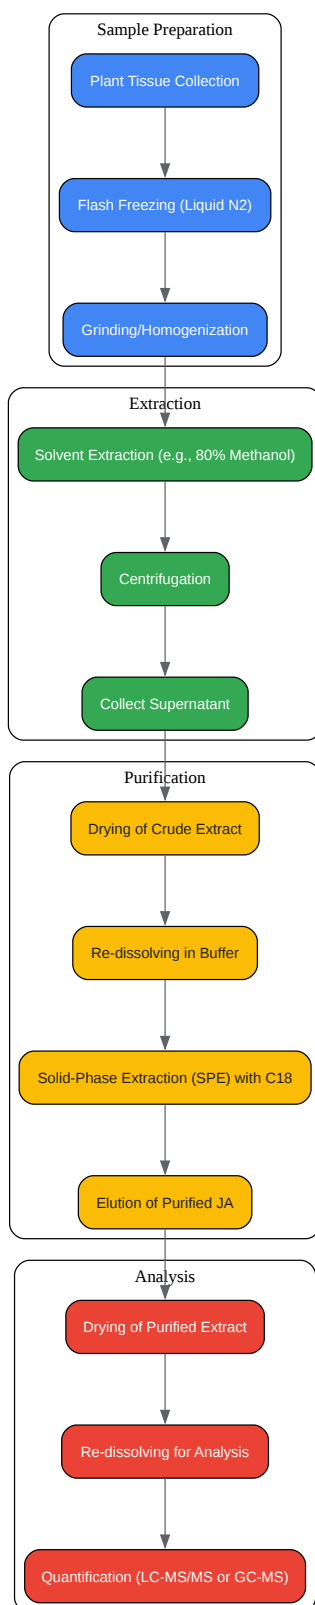 Sample Preparation
Plant Tissue Collection
Flash Freezing (Liquid N2)
Grinding/Homogenization
Extraction
Solvent Extraction (e.g., 80% Methanol)
Centrifugation
Collect Supernatant
Purification
Drying of Crude Extract
Re-dissolving in Buffer
Solid-Phase Extraction (SPE) with C18
Elution of Purified JA
Analysis
Drying of Purified Extract
Re-dissolving for Analysis
Quantification (LC-MS/MS or GC-MS)